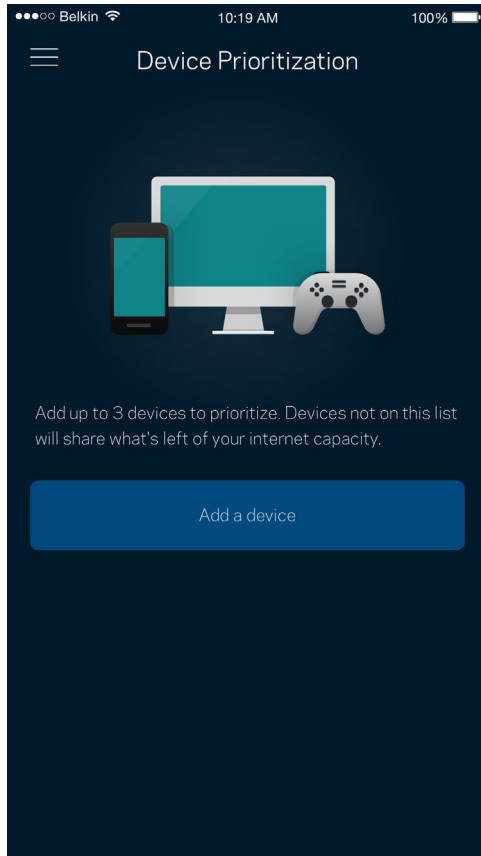 Belkin 10:19 AM 100%
Device Prioritization
Add up to 3 devices to prioritize. Devices not on this list
will share what's left of your internet capacity.
Add a device